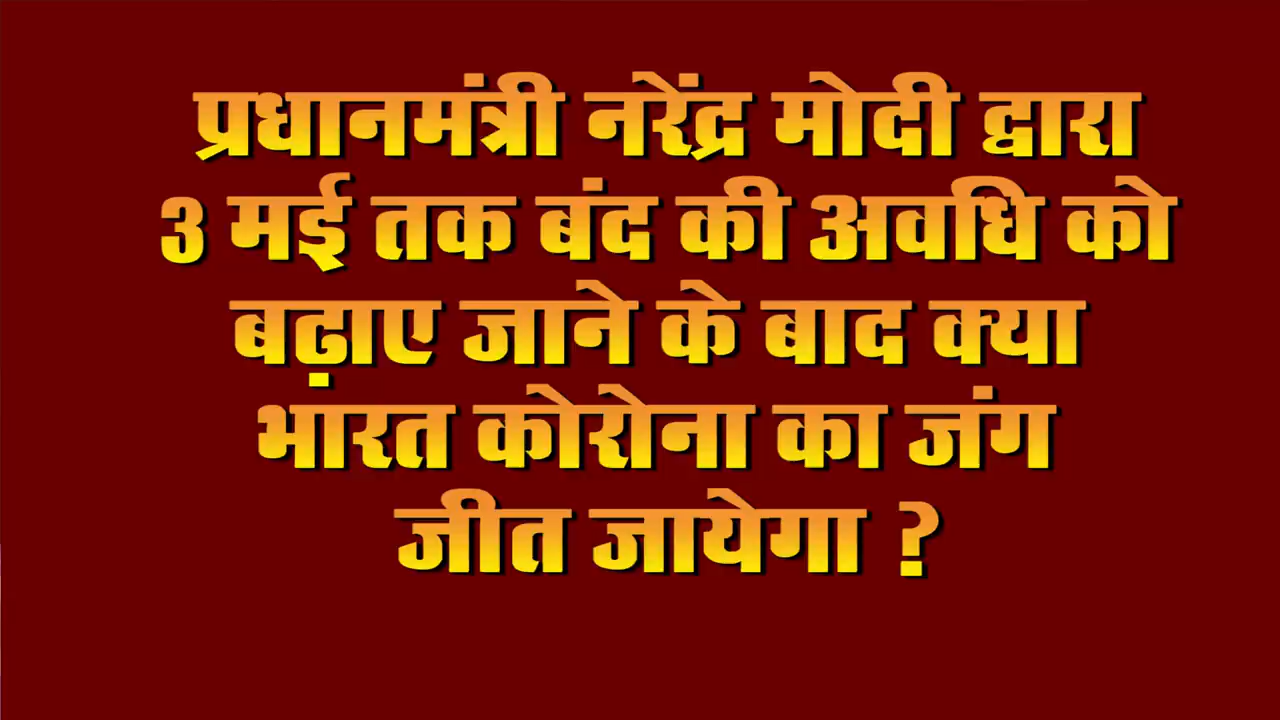 प्रधानमंत्री नरेंद्र मोदी द्वारा
3 मई तक बंद की अवधि को
बढ़ाए जाने के बाद क्या
भारत कोरोना का जंग
जीत जायेगा ?